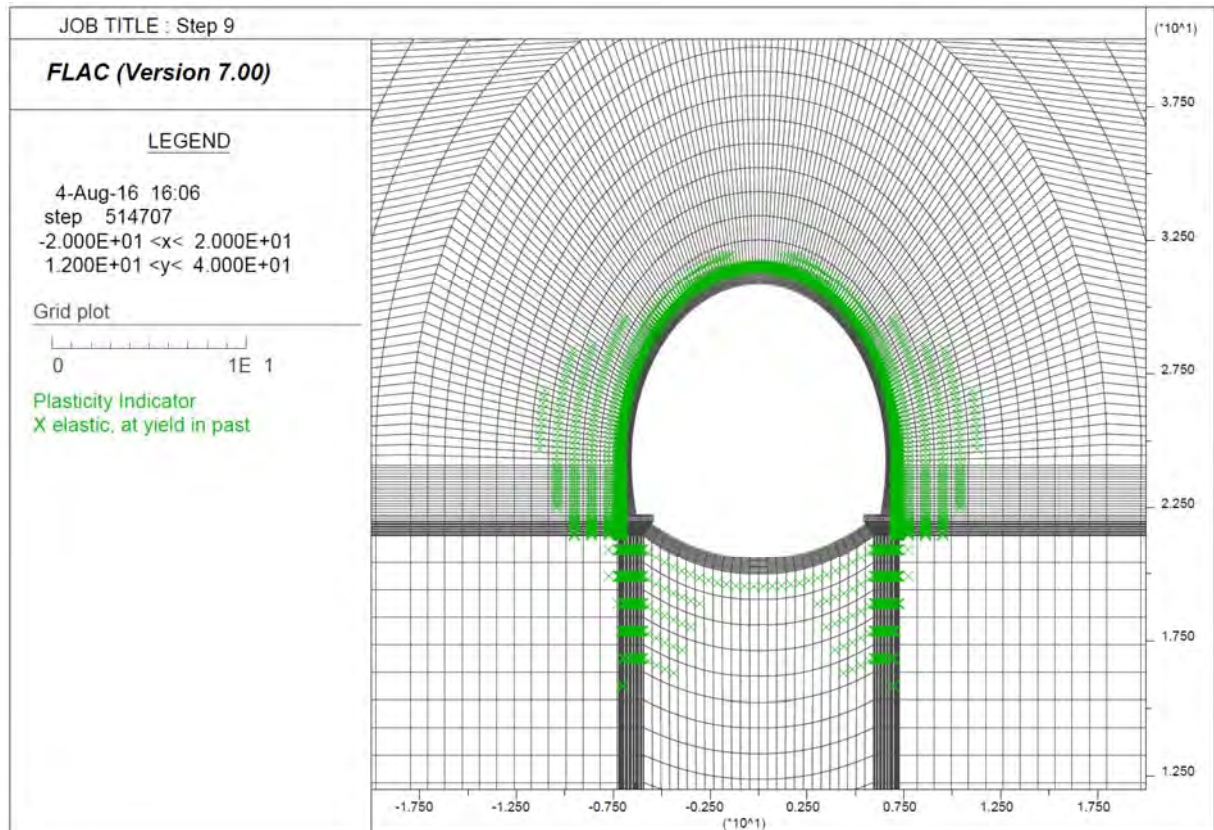 JOB TITLE : Step 9
FLAC (Version 7.00)
LEGEND
4-Aug-16 16:06
step 514707
-2.000E+01 <x< 2.000E+01
1.200E+01 <y< 4.000E+01
Grid plot
0 1E 1
Plasticity Indicator
X elastic, at yield in past
(*10^1)
3.750
3.250
2.750
2.250
1.750
1.250
-1.750 -1.250 -0.750 -0.250 0.250 0.750 1.250 1.750
(*10^1)